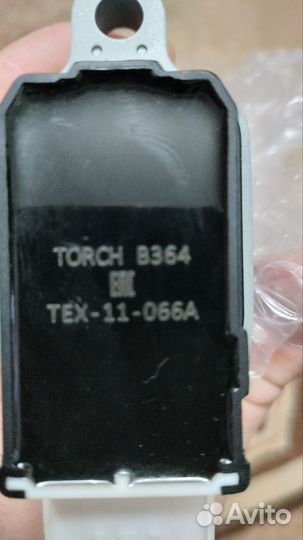 TORCH B364
EAC
TEX-11-066A
Avito